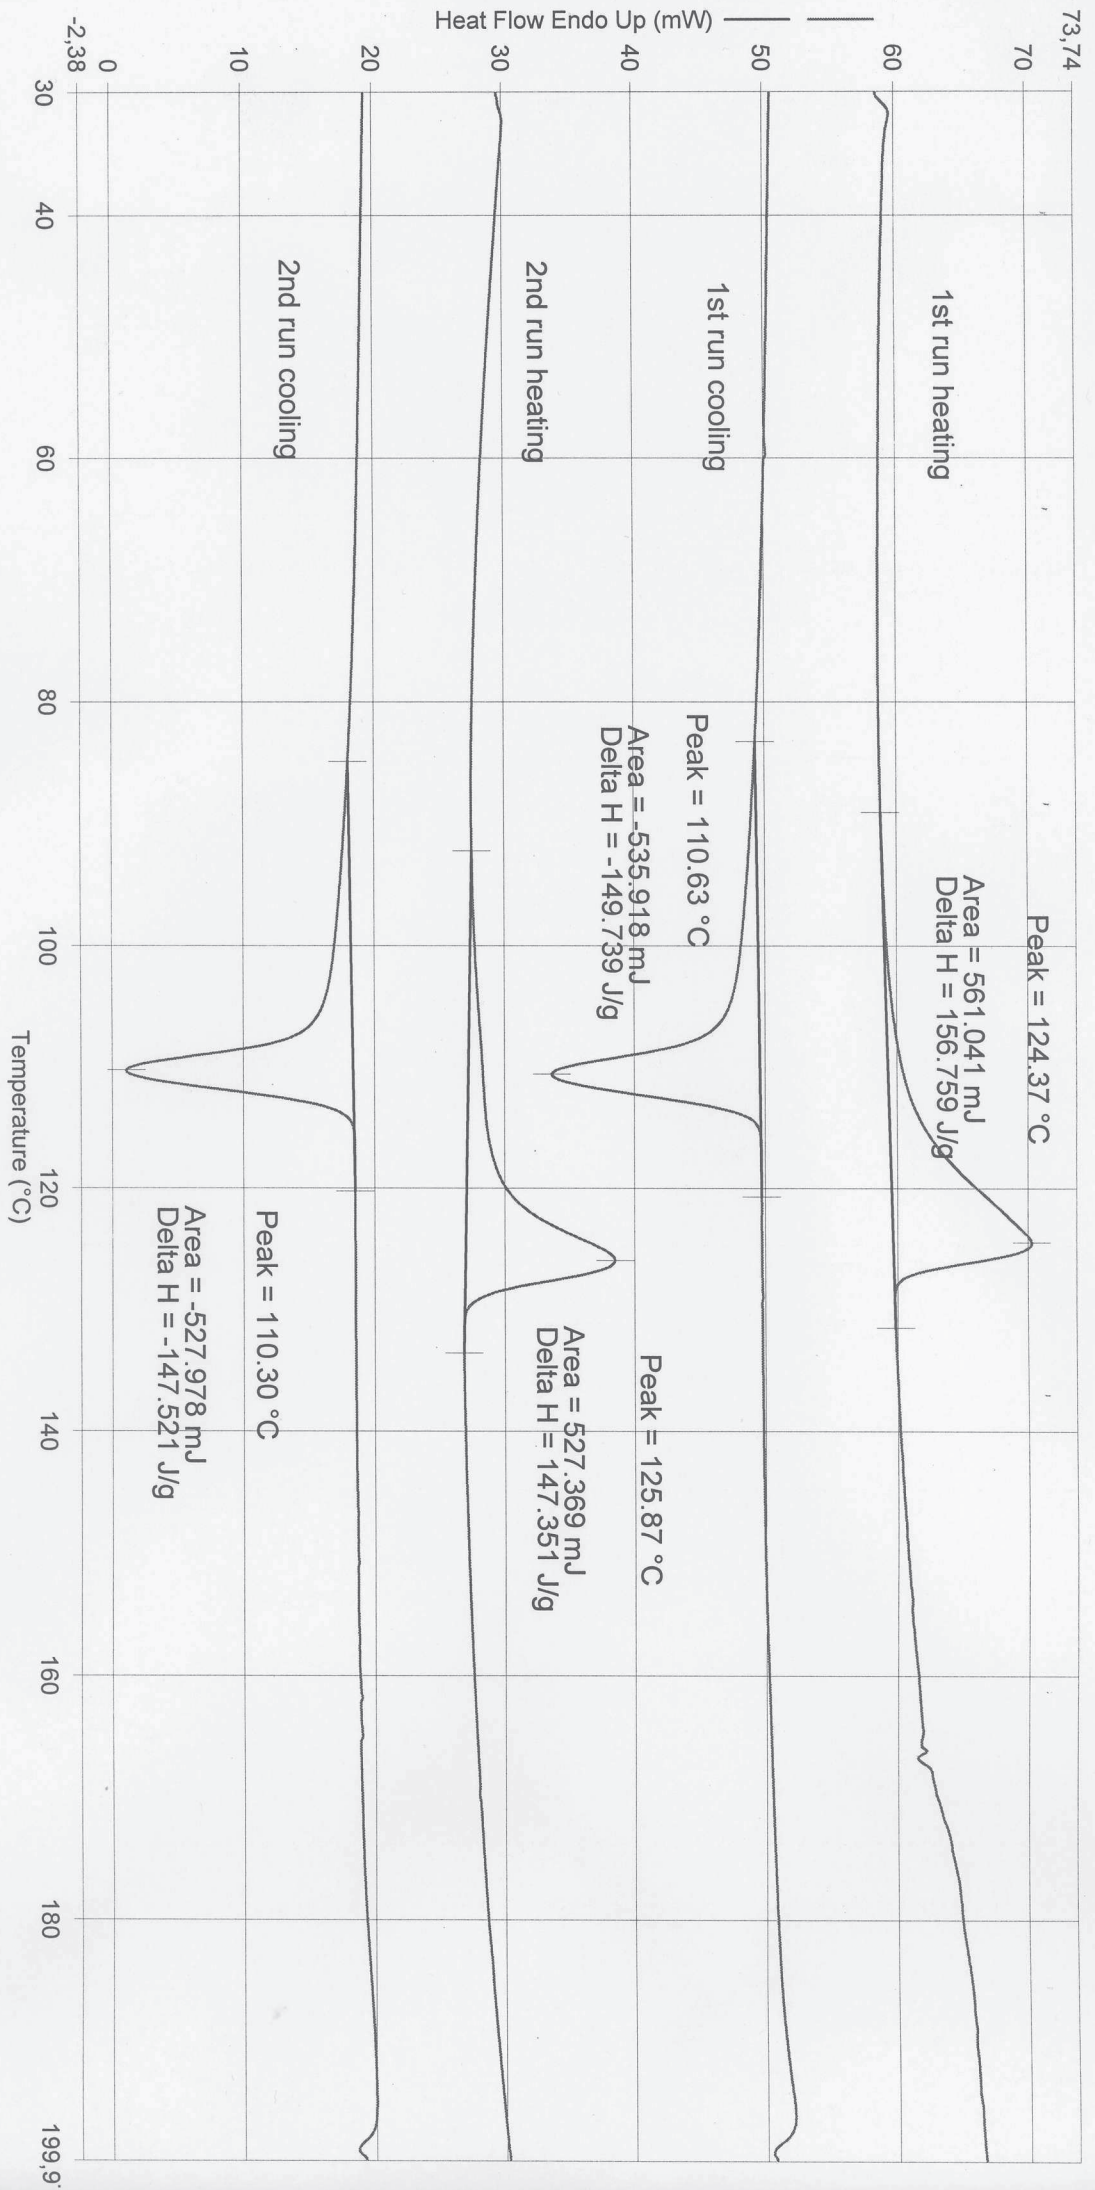 73,74
70
60
50
40
30
20
10
0
-2,38
Heat Flow Endo Up (mW)
1st run heating
Peak = 124.37 °C
Area = 561.041 mJ
Delta H = 156.759 J/g
1st run cooling
Peak = 110.63 °C
Area = -535.918 mJ
Delta H = -149.739 J/g
2nd run heating
Peak = 125.87 °C
Area = 527.369 mJ
Delta H = 147.351 J/g
2nd run cooling
Peak = 110.30 °C
Area = -527.978 mJ
Delta H = -147.521 J/g
30
40
60
80
100
120
140
160
180
199,9
Temperature (°C)